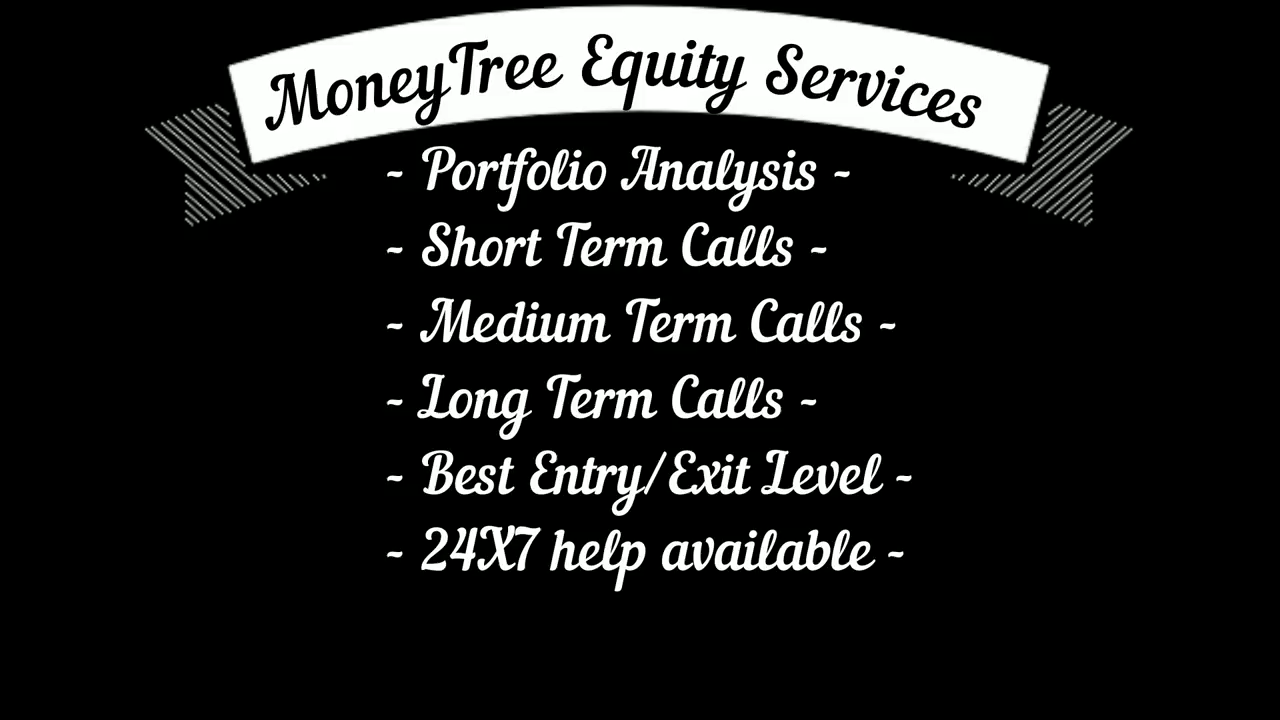 MoneyTree Equity Services
~ Portfolio Analysis ~
~ Short Term Calls ~
~ Medium Term Calls ~
~ Long Term Calls ~
~ Best Entry/Exit Level ~
~ 24X7 help available ~